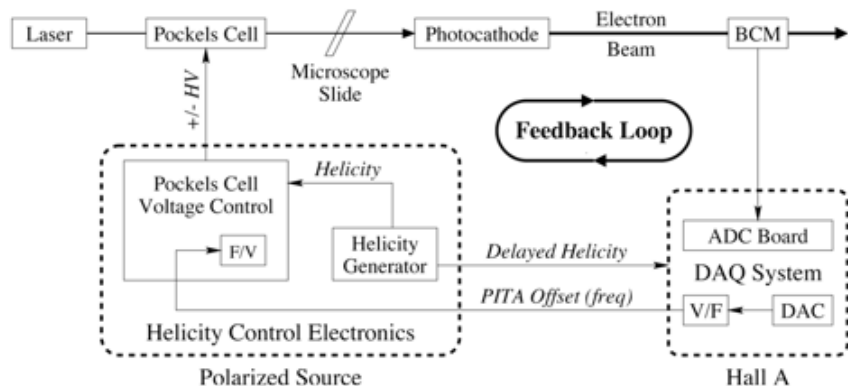 Laser
Pockels Cell
Microscope
Slide
Photocathode
Electron
Beam
BCM
+/- HV
Feedback Loop
Pockels Cell
Voltage Control
F/V
Helicity
Helicity
Generator
Delayed Helicity
PITA Offset (freq)
ADC Board
DAQ System
V/F
DAC
Helicity Control Electronics
Polarized Source
Hall A